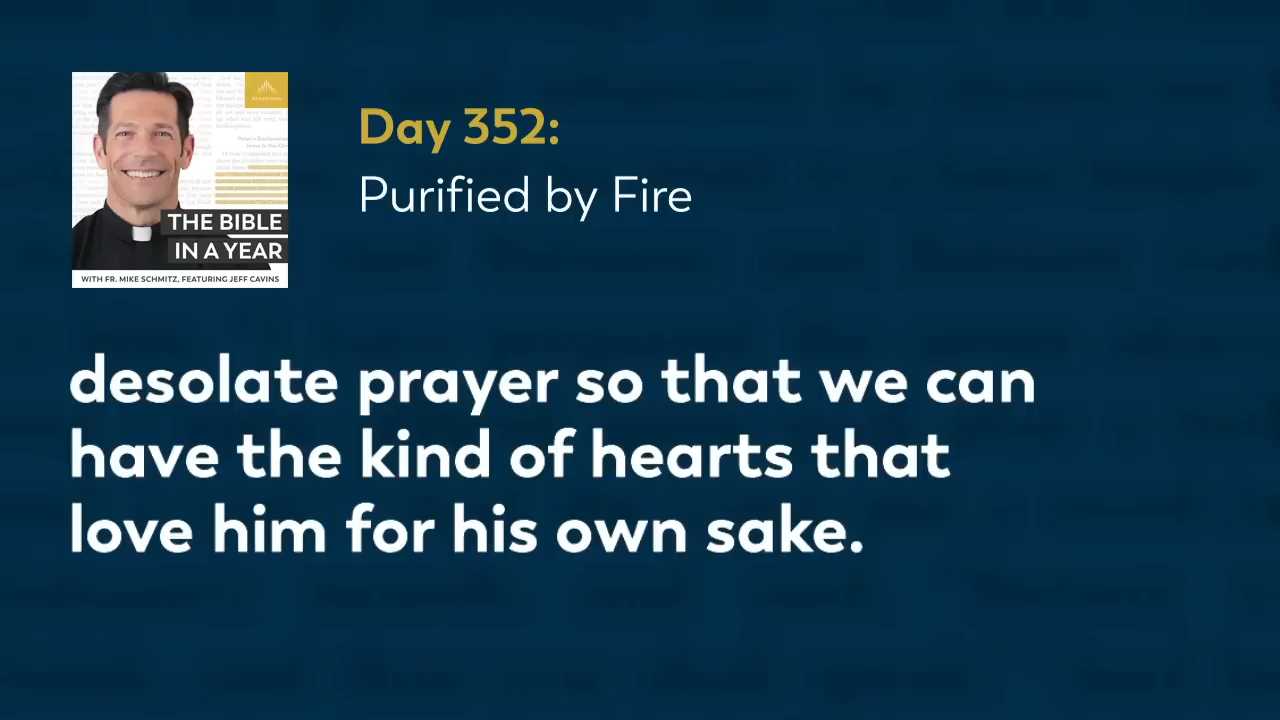 Day 352:
Purified by Fire
THE BIBLE
IN A YEAR
WITH FR. MIKE SCHMITZ, FEATURING JEFF CAVINS
desolate prayer so that we can
have the kind of hearts that
love him for his own sake.